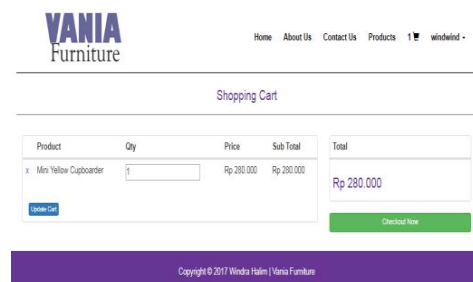 VANIA
Furniture
Home About Us Contact Us Products 1 windwind
Shopping Cart
Product Qty Price Sub Total
x Mini Yellow Cupboarder 1 Rp 280.000 Rp 280.000
Update Cart
Total
Rp 280.000
Checkout Now
Copyright © 2017 Windra Halim | Vania Furniture